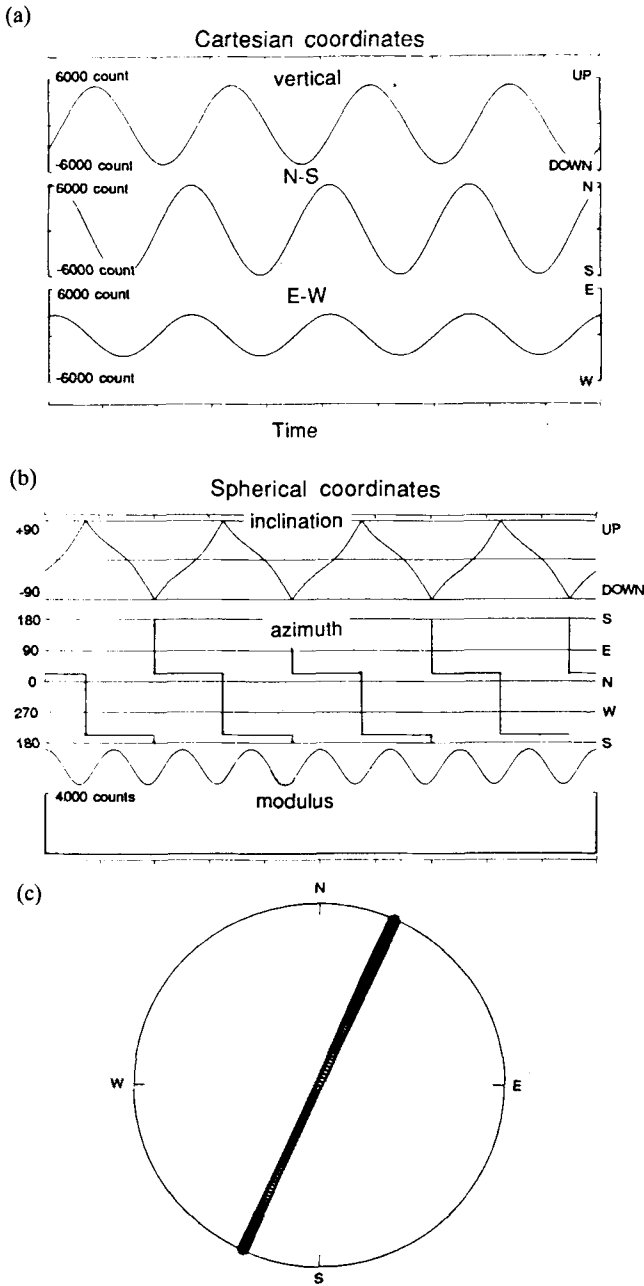 (a)
Cartesian coordinates
6000 count
vertical
UP
-6000 count
DOWN
6000 count
N-S
N
-6000 count
S
6000 count
E-W
E
-6000 count
W
Time
(b)
Spherical coordinates
+90
inclination
UP
-90
DOWN
180
azimuth
S
90
E
0
N
270
W
180
S
4000 counts
modulus
(c)
N
W
E
S